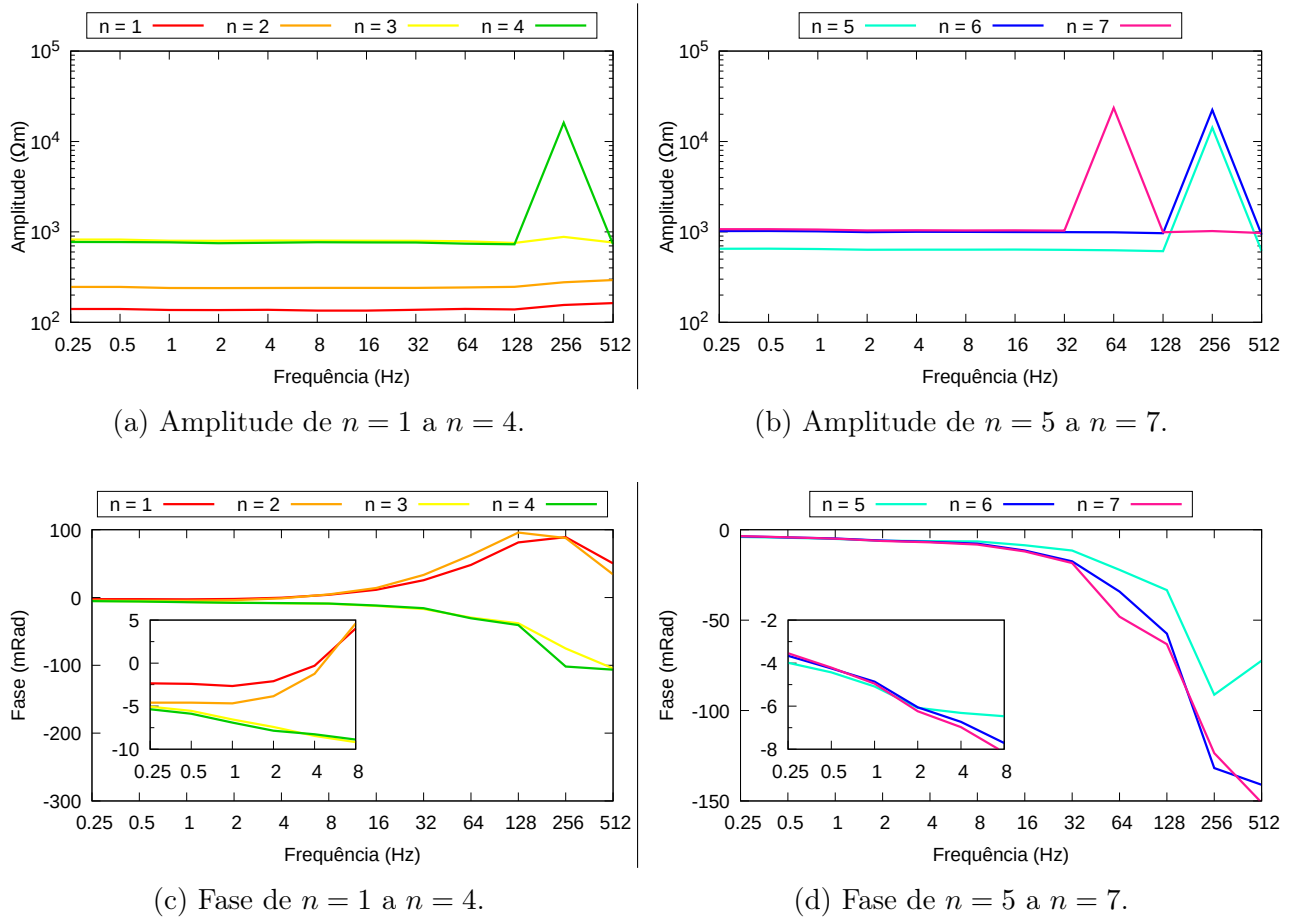 n = 1 n = 2 n = 3 n = 4
10^5
10^4
10^3
10^2
Amplitude (Ωm)
0.25 0.5 1 2 4 8 16 32 64 128 256 512
Frequência (Hz)
(a) Amplitude de n = 1 a n = 4.
n = 5 n = 6 n = 7
10^5
10^4
10^3
10^2
Amplitude (Ωm)
0.25 0.5 1 2 4 8 16 32 64 128 256 512
Frequência (Hz)
(b) Amplitude de n = 5 a n = 7.
n = 1 n = 2 n = 3 n = 4
100
0
-100
-200
-300
Fase (mRad)
5
0
-5
-10
0.25 0.5 1 2 4 8
0.25 0.5 1 2 4 8 16 32 64 128 256 512
Frequência (Hz)
(c) Fase de n = 1 a n = 4.
n = 5 n = 6 n = 7
0
-50
-100
-150
Fase (mRad)
-2
-4
-6
-8
0.25 0.5 1 2 4 8
0.25 0.5 1 2 4 8 16 32 64 128 256 512
Frequência (Hz)
(d) Fase de n = 5 a n = 7.